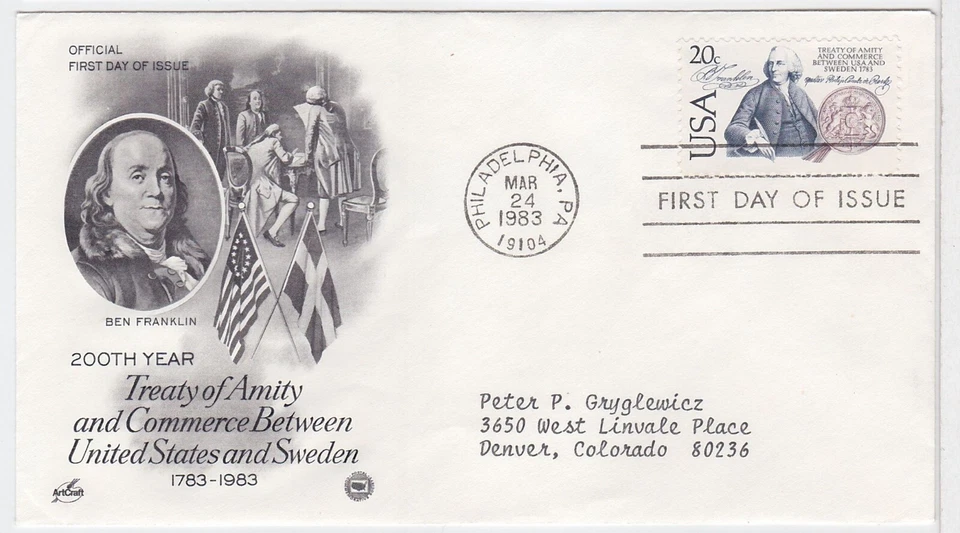 OFFICIAL
FIRST DAY OF ISSUE
BEN FRANKLIN
200TH YEAR
Treaty of Amity
and Commerce Between
United States and Sweden
1783-1983
ArtCraft
PHILADELPHIA, PA
MAR
24
1983
19104
20c
USA
B Franklin
TREATY OF AMITY
AND COMMERCE
BETWEEN USA AND
SWEDEN 1783
FIRST DAY OF ISSUE
Peter P. Gryglewicz
3650 West Linvale Place
Denver, Colorado 80236